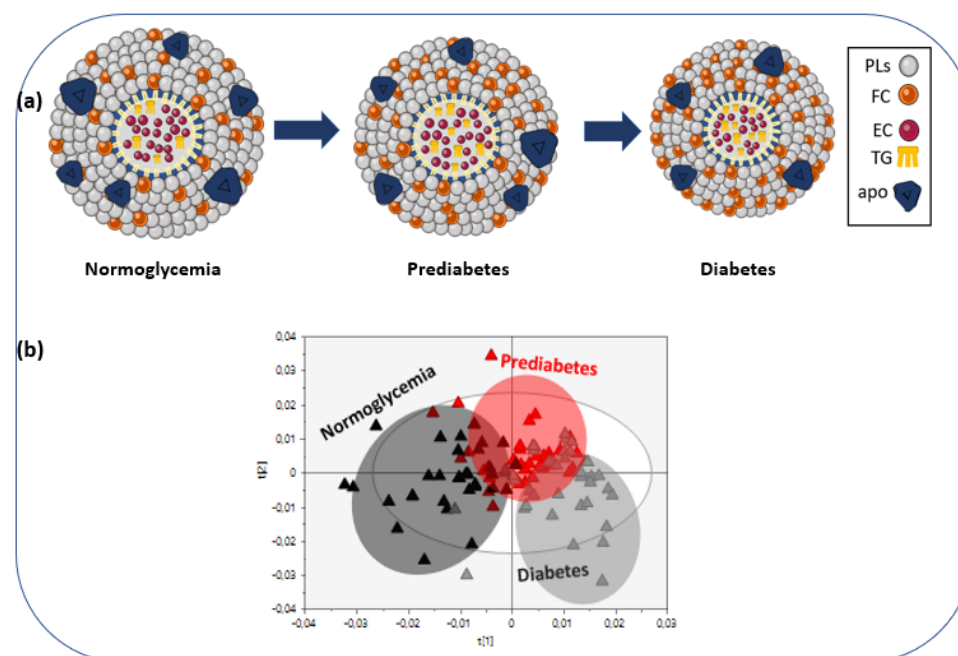 (a)
PLs
FC
EC
TG
apo
Normoglycemia
Prediabetes
Diabetes
(b)
0,04
0,03
0,02
0,01
0
-0,01
-0,02
-0,03
-0,04
t[2]
Normoglycemia
Prediabetes
Diabetes
-0,04
-0,03
-0,02
-0,01
0
0,01
0,02
0,03
t[1]